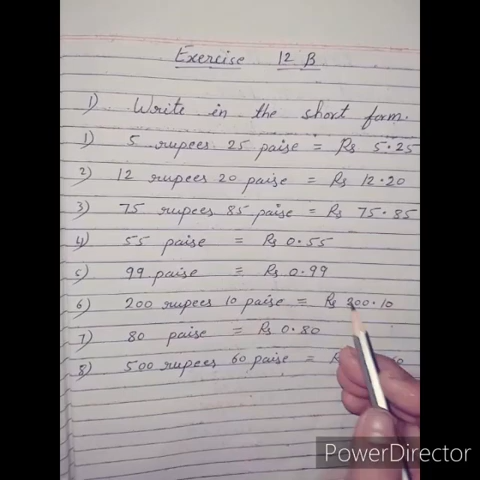 Exercise 12 B
1) Write in the short form.
1) 5 rupees 25 paise = Rs 5.25
2) 12 rupees 20 paise = Rs 12.20
3) 75 rupees 85 paise = Rs 75.85
4) 55 paise = Rs 0.55
5) 99 paise = Rs 0.99
6) 200 rupees 10 paise = Rs 200.10
7) 80 paise = Rs 0.80
8) 500 rupees 60 paise = Rs
PowerDirector